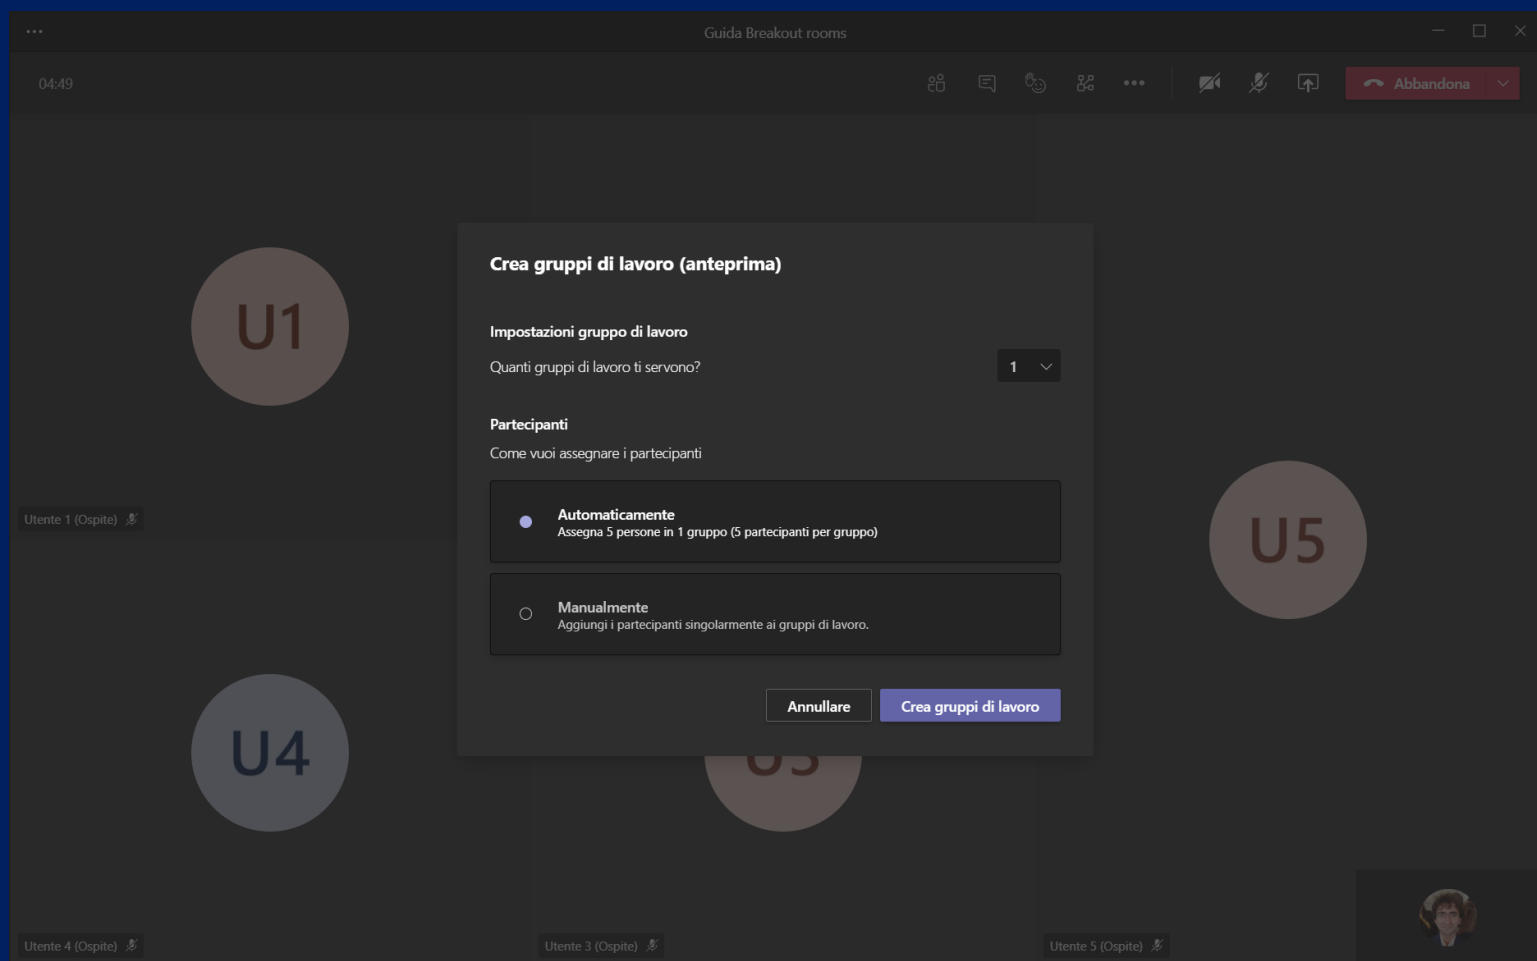 Guida Breakout rooms
04:49
Abbandona
U1
Crea gruppi di lavoro (anteprima)
Impostazioni gruppo di lavoro
Quanti gruppi di lavoro ti servono?
1
Partecipanti
Come vuoi assegnare i partecipanti
Automaticamente
Assegna 5 persone in 1 gruppo (5 partecipanti per gruppo)
Manualmente
Aggiungi i partecipanti singolarmente ai gruppi di lavoro.
Annullare
Crea gruppi di lavoro
Utente 1 (Ospite)
U5
U4
U3
Utente 4 (Ospite)
Utente 3 (Ospite)
Utente 5 (Ospite)